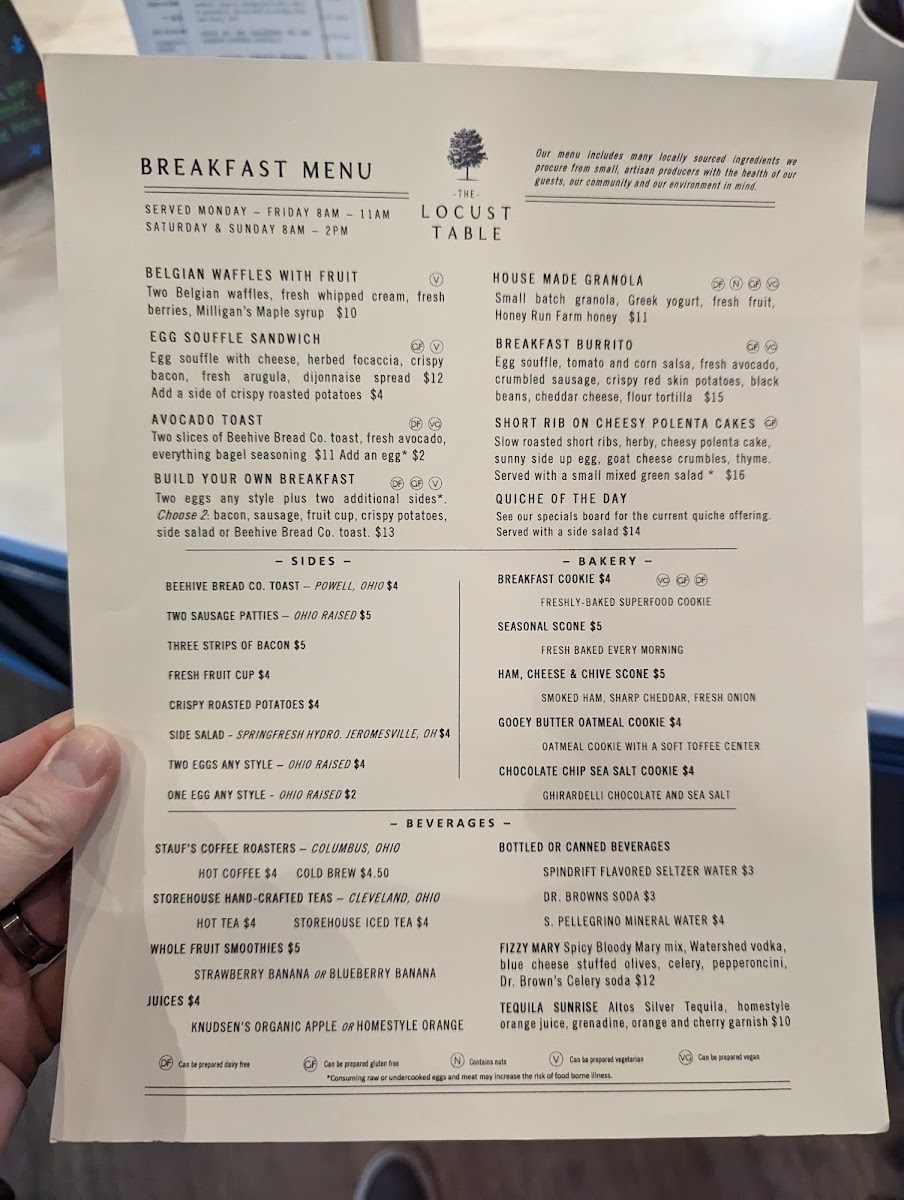 BREAKFAST MENU
SERVED MONDAY – FRIDAY 8AM – 11AM
SATURDAY & SUNDAY 8AM – 2PM
-THE-
LOCUST
TABLE
Our menu includes many locally sourced ingredients we
procure from small, artisan producers with the health of our
guests, our community and our environment in mind.
BELGIAN WAFFLES WITH FRUIT V
Two Belgian waffles, fresh whipped cream, fresh
berries, Milligan's Maple syrup $10
EGG SOUFFLE SANDWICH GF V
Egg souffle with cheese, herbed focaccia, crispy
bacon, fresh arugula, dijonnaise spread $12
Add a side of crispy roasted potatoes $4
AVOCADO TOAST DF VG
Two slices of Beehive Bread Co. toast, fresh avocado,
everything bagel seasoning $11 Add an egg* $2
BUILD YOUR OWN BREAKFAST DF GF V
Two eggs any style plus two additional sides*.
Choose 2: bacon, sausage, fruit cup, crispy potatoes,
side salad or Beehive Bread Co. toast. $13
HOUSE MADE GRANOLA DF N GF VG
Small batch granola, Greek yogurt, fresh fruit,
Honey Run Farm honey $11
BREAKFAST BURRITO GF VG
Egg souffle, tomato and corn salsa, fresh avocado,
crumbled sausage, crispy red skin potatoes, black
beans, cheddar cheese, flour tortilla $15
SHORT RIB ON CHEESY POLENTA CAKES GF
Slow roasted short ribs, herby, cheesy polenta cake,
sunny side up egg, goat cheese crumbles, thyme.
Served with a small mixed green salad * $16
QUICHE OF THE DAY
See our specials board for the current quiche offering.
Served with a side salad $14
– SIDES –
BEEHIVE BREAD CO. TOAST – POWELL, OHIO $4
TWO SAUSAGE PATTIES – OHIO RAISED $5
THREE STRIPS OF BACON $5
FRESH FRUIT CUP $4
CRISPY ROASTED POTATOES $4
SIDE SALAD - SPRINGFRESH HYDRO. JEROMESVILLE, OH $4
TWO EGGS ANY STYLE – OHIO RAISED $4
ONE EGG ANY STYLE - OHIO RAISED $2
– BAKERY –
BREAKFAST COOKIE $4 VG GF DF
FRESHLY-BAKED SUPERFOOD COOKIE
SEASONAL SCONE $5
FRESH BAKED EVERY MORNING
HAM, CHEESE & CHIVE SCONE $5
SMOKED HAM, SHARP CHEDDAR, FRESH ONION
GOOEY BUTTER OATMEAL COOKIE $4
OATMEAL COOKIE WITH A SOFT TOFFEE CENTER
CHOCOLATE CHIP SEA SALT COOKIE $4
GHIRARDELLI CHOCOLATE AND SEA SALT
– BEVERAGES –
STAUF'S COFFEE ROASTERS – COLUMBUS, OHIO
HOT COFFEE $4 COLD BREW $4.50
STOREHOUSE HAND-CRAFTED TEAS – CLEVELAND, OHIO
HOT TEA $4 STOREHOUSE ICED TEA $4
WHOLE FRUIT SMOOTHIES $5
STRAWBERRY BANANA OR BLUEBERRY BANANA
JUICES $4
KNUDSEN'S ORGANIC APPLE OR HOMESTYLE ORANGE
BOTTLED OR CANNED BEVERAGES
SPINDRIFT FLAVORED SELTZER WATER $3
DR. BROWNS SODA $3
S. PELLEGRINO MINERAL WATER $4
FIZZY MARY Spicy Bloody Mary mix, Watershed vodka,
blue cheese stuffed olives, celery, pepperoncini,
Dr. Brown's Celery soda $12
TEQUILA SUNRISE Altos Silver Tequila, homestyle
orange juice, grenadine, orange and cherry garnish $10
DF Can be prepared dairy free GF Can be prepared gluten free N Contains nuts V Can be prepared vegetarian VG Can be prepared vegan
*Consuming raw or undercooked eggs and meat may increase the risk of food borne illness.